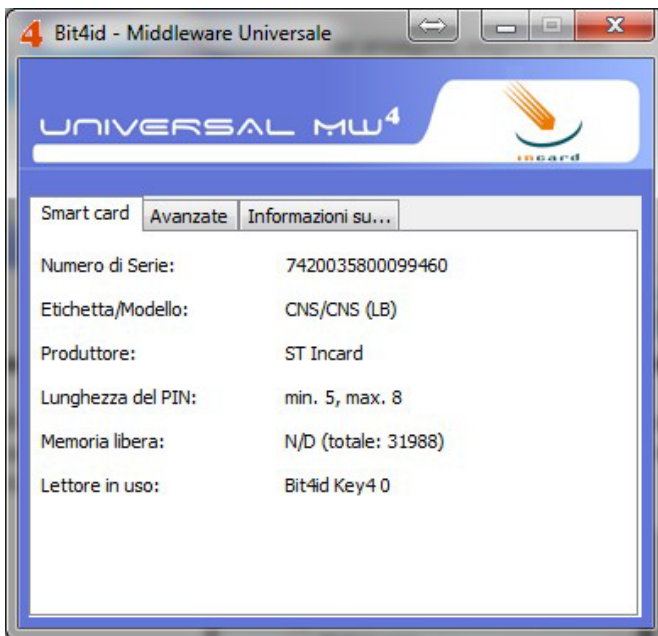 4 Bit4id - Middleware Universale
UNIVERSAL MW4
incard
Smart card Avanzate Informazioni su...
Numero di Serie: 7420035800099460
Etichetta/Modello: CNS/CNS (LB)
Produttore: ST Incard
Lunghezza del PIN: min. 5, max. 8
Memoria libera: N/D (totale: 31988)
Lettore in uso: Bit4id Key4 0